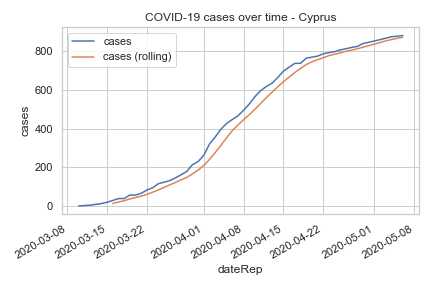 COVID-19 cases over time - Cyprus
cases
cases (rolling)
800
600
400
200
0
cases
2020-03-08
2020-03-15
2020-03-22
2020-04-01
2020-04-08
2020-04-15
2020-04-22
2020-05-01
2020-05-08
dateRep